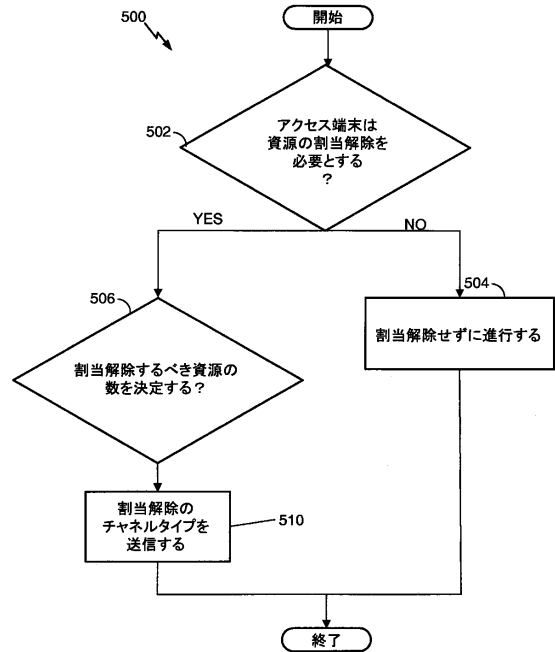 500
開始
502
アクセス端末は
資源の割当解除を
必要とする
?
YES
NO
506
504
割当解除するべき資源の
数を決定する?
割当解除せずに進行する
割当解除の
チャネルタイプを
送信する
510
終了